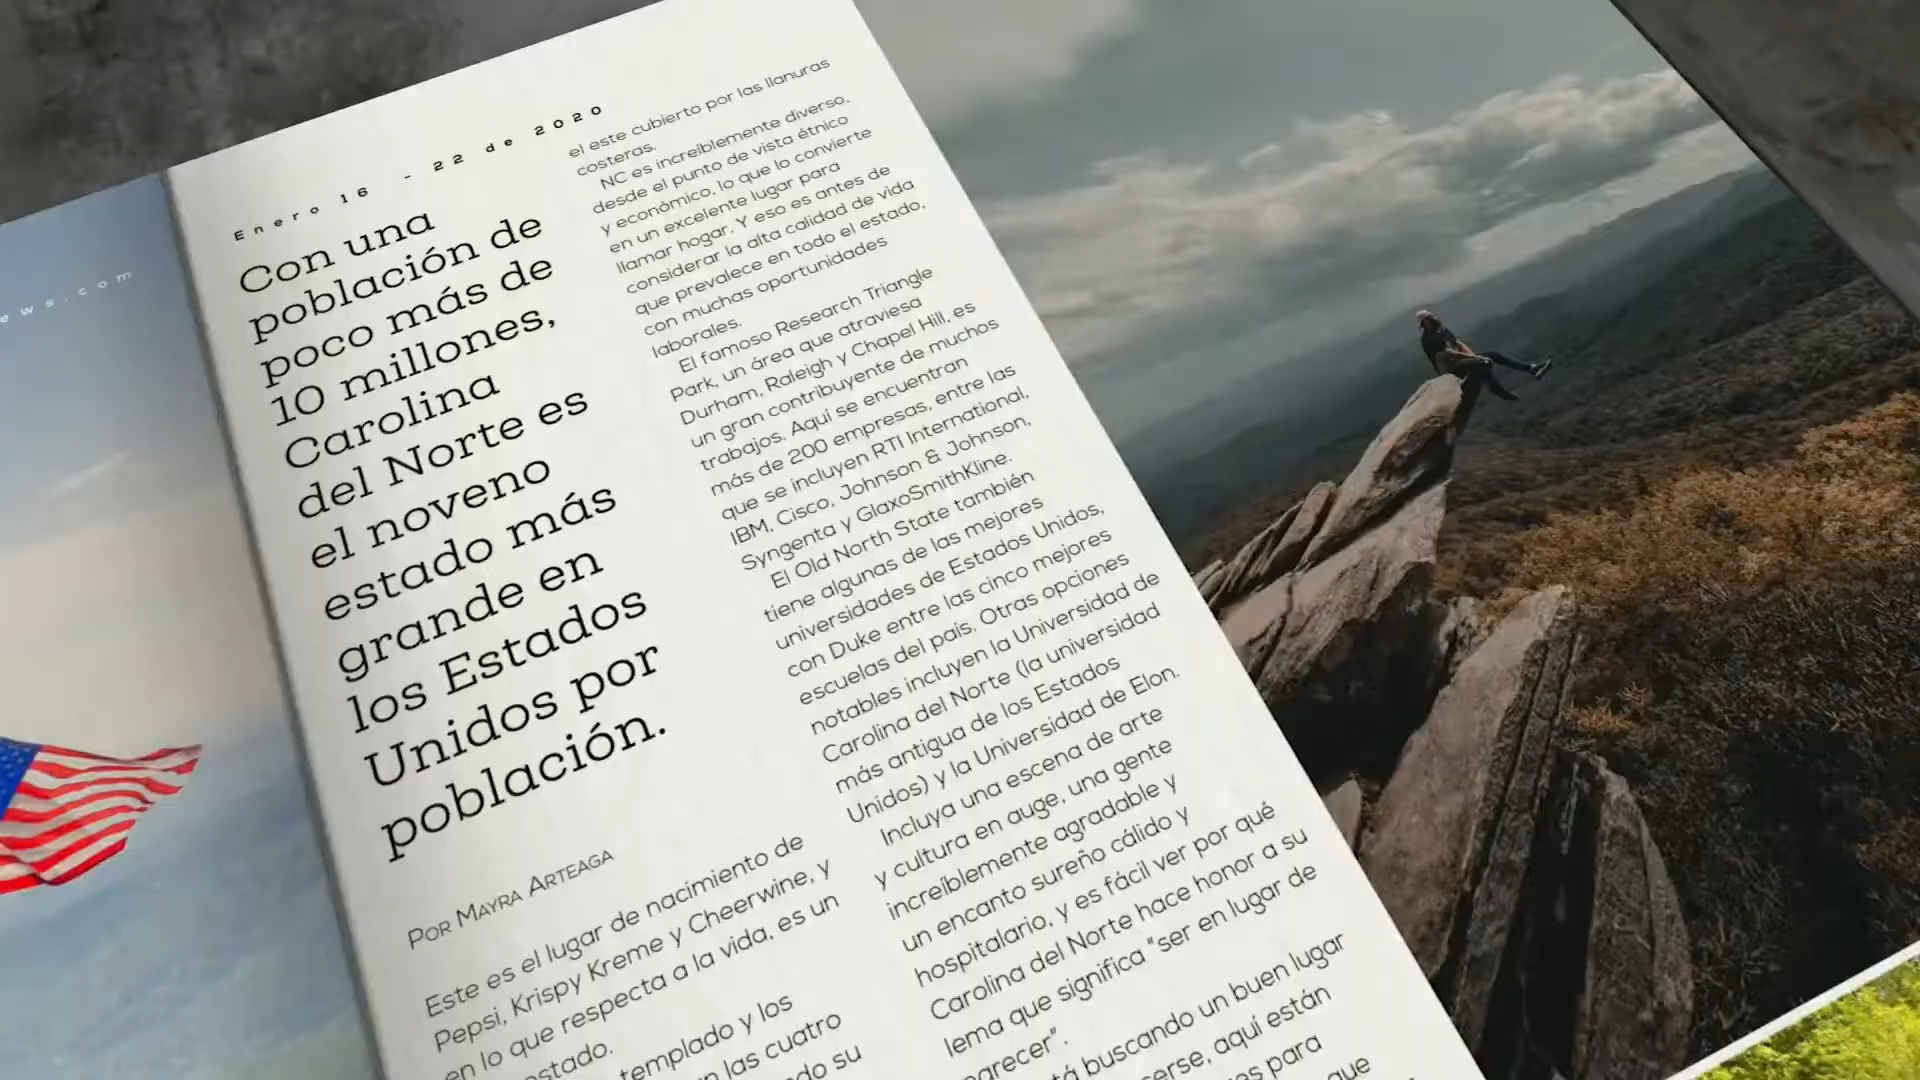 ews.com
Enero 16 - 22 de 2020
Con una
población de
poco más de
10 millones,
Carolina
del Norte es
el noveno
estado más
grande en
los Estados
Unidos por
población.
Por Mayra Arteaga
Este es el lugar de nacimiento de
Pepsi, Krispy Kreme y Cheerwine, y
en lo que respecta a la vida, es un
estado.
templado y los
las cuatro
su
el este cubierto por las llanuras
costeras.
NC es increíblemente diverso,
desde el punto de vista étnico
y económico, lo que lo convierte
en un excelente lugar para
llamar hogar. Y eso es antes de
considerar la alta calidad de vida
que prevalece en todo el estado,
con muchas oportunidades
laborales.
El famoso Research Triangle
Park, un área que atraviesa
Durham, Raleigh y Chapel Hill, es
un gran contribuyente de muchos
trabajos. Aquí se encuentran
más de 200 empresas, entre las
que se incluyen RTI International,
IBM, Cisco, Johnson & Johnson,
Syngenta y GlaxoSmithKline.
El Old North State también
tiene algunas de las mejores
universidades de Estados Unidos,
con Duke entre las cinco mejores
escuelas del país. Otras opciones
notables incluyen la Universidad de
Carolina del Norte (la universidad
más antigua de los Estados
Unidos) y la Universidad de Elon.
Incluya una escena de arte
y cultura en auge, una gente
increíblemente agradable y
un encanto sureño cálido y
hospitalario, y es fácil ver por qué
Carolina del Norte hace honor a su
lema que significa "ser en lugar de
parecer".
buscando un buen lugar
aquí están
para
que